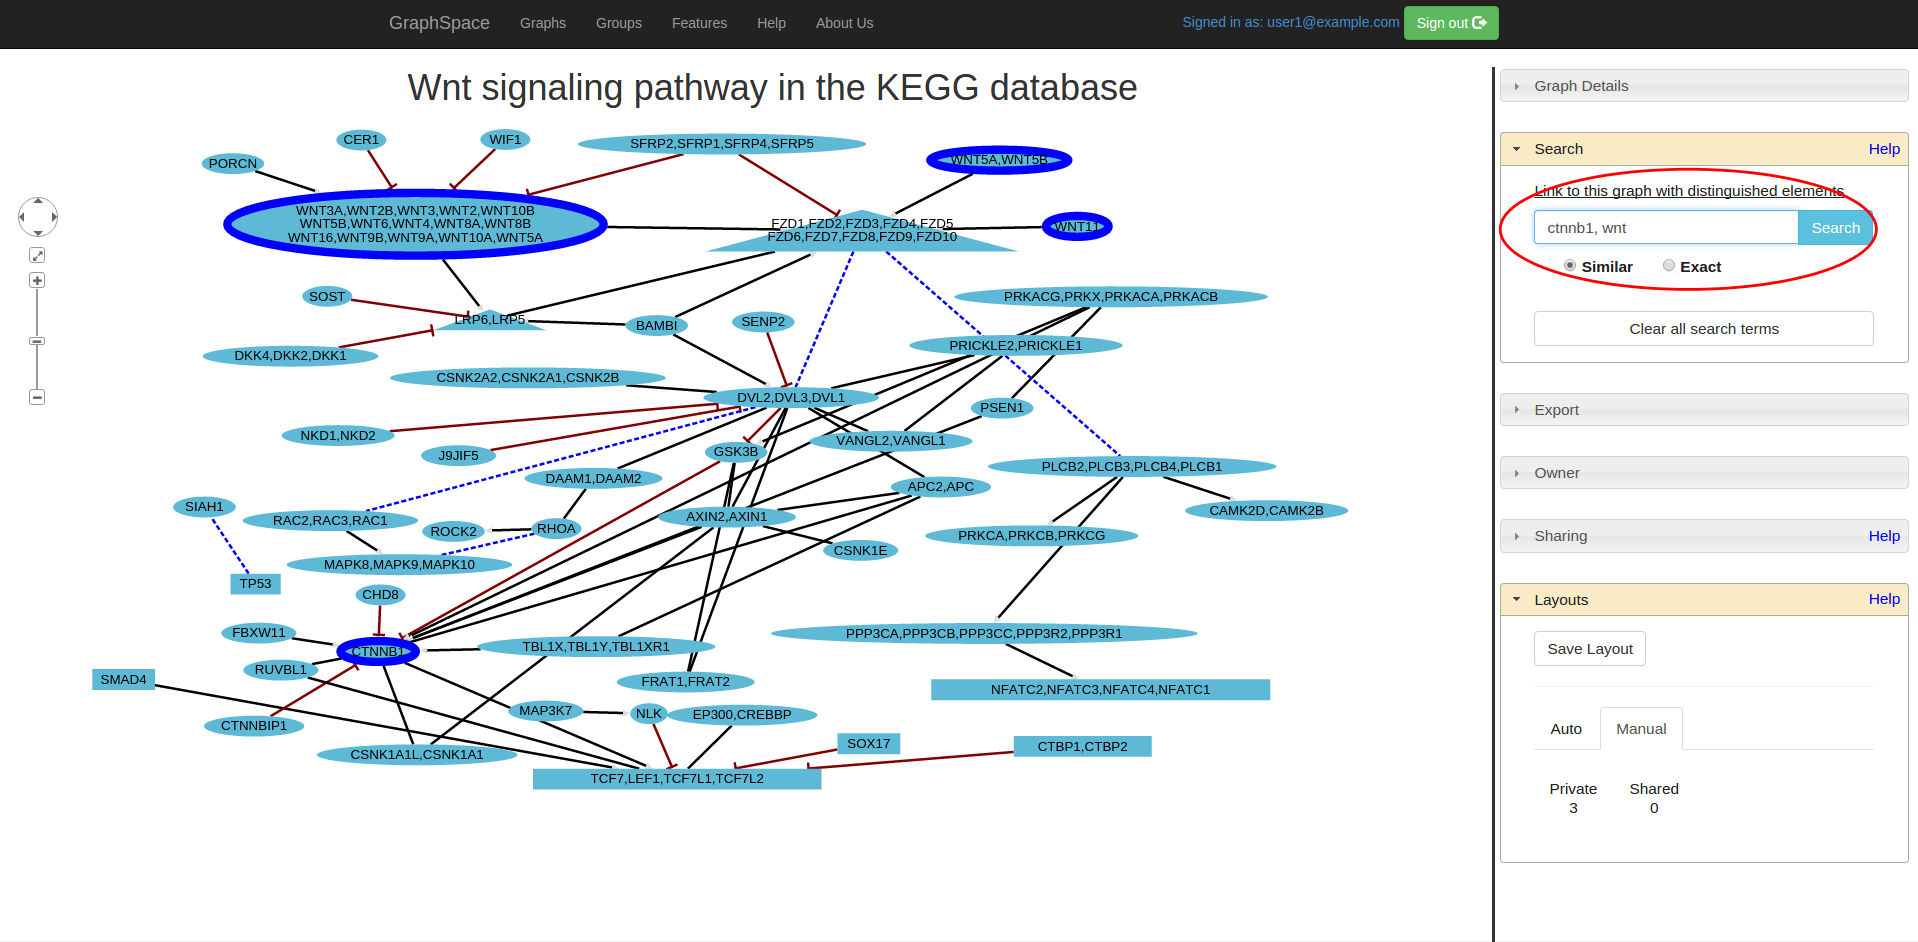 GraphSpace Graphs Groups Features Help About Us Signed in as: user1@example.com Sign out
Wnt signaling pathway in the KEGG database
CER1
WIF1
SFRP2,SFRP1,SFRP4,SFRP5
PORCN
WNT5A,WNT5B
WNT3A,WNT2B,WNT3,WNT2,WNT10B
WNT5B,WNT6,WNT4,WNT8A,WNT8B
WNT16,WNT9B,WNT9A,WNT10A,WNT5A
FZD1,FZD2,FZD3,FZD4,FZD5
FZD6,FZD7,FZD8,FZD9,FZD10
WNT11
SOST
PRKACG,PRKX,PRKACA,PRKACB
LRP6,LRP5
BAMBI
SENP2
PRICKLE2,PRICKLE1
DKK4,DKK2,DKK1
CSNK2A2,CSNK2A1,CSNK2B
DVL2,DVL3,DVL1
PSEN1
NKD1,NKD2
VANGL2,VANGL1
J9JIF5
GSK3B
PLCB2,PLCB3,PLCB4,PLCB1
DAAM1,DAAM2
APC2,APC
SIAH1
CAMK2D,CAMK2B
RAC2,RAC3,RAC1
AXIN2,AXIN1
ROCK2
RHOA
PRKCA,PRKCB,PRKCG
CSNK1E
MAPK8,MAPK9,MAPK10
TP53
CHD8
FBXW11
PPP3CA,PPP3CB,PPP3CC,PPP3R2,PPP3R1
CTNNB1
TBL1X,TBL1Y,TBL1XR1
RUVBL1
SMAD4
FRAT1,FRAT2
NFATC2,NFATC3,NFATC4,NFATC1
MAP3K7
NLK
EP300,CREBBP
CTNNBIP1
SOX17
CTBP1,CTBP2
CSNK1A1L,CSNK1A1
TCF7,LEF1,TCF7L1,TCF7L2
Graph Details
Search Help
Link to this graph with distinguished elements
ctnnb1, wnt Search
Similar Exact
Clear all search terms
Export
Owner
Sharing Help
Layouts Help
Save Layout
Auto Manual
Private Shared
3 0